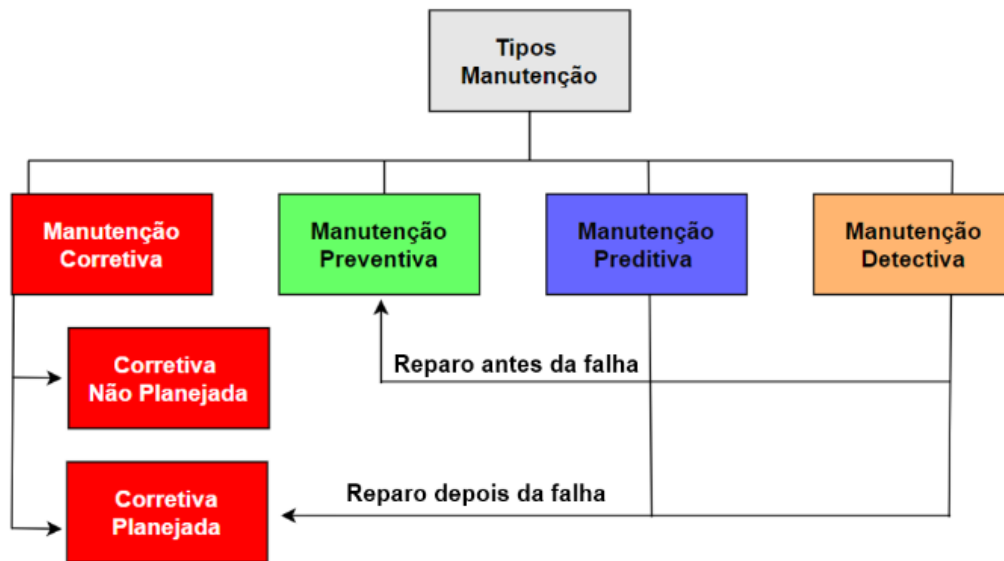 Tipos
Manutenção
Manutenção
Corretiva
Manutenção
Preventiva
Manutenção
Preditiva
Manutenção
Detectiva
Corretiva
Não Planejada
Reparo antes da falha
Corretiva
Planejada
Reparo depois da falha